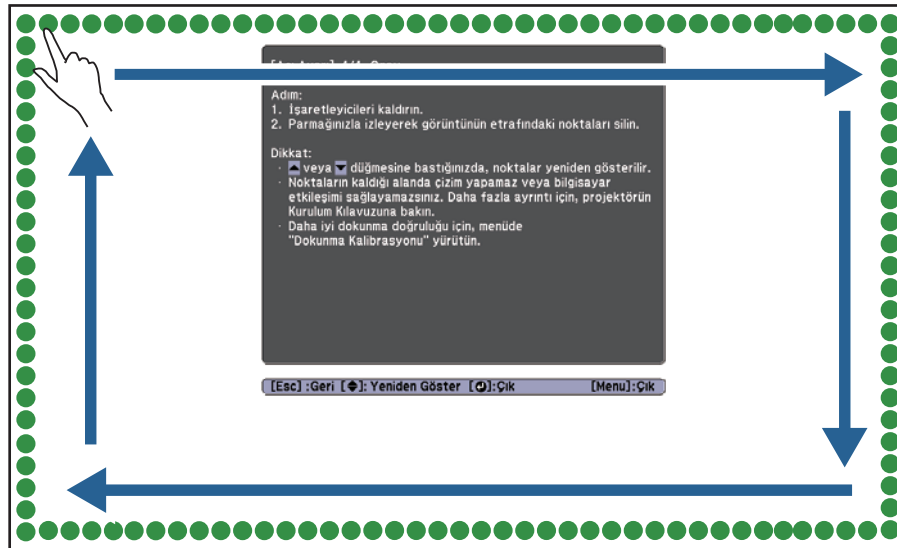 Adım:
1. İşaretleyicileri kaldırın.
2. Parmağınızla izleyerek görüntünün etrafındaki noktaları silin.
Dikkat:
· veya düğmesine bastığınızda, noktalar yeniden gösterilir.
· Noktaların kaldığı alanda çizim yapamaz veya bilgisayar
etkileşimi sağlayamazsınız. Daha fazla ayrıntı için, projektörün
Kurulum Kılavuzuna bakın.
· Daha iyi dokunma doğruluğu için, menüde
"Dokunma Kalibrasyonu" yürütün.
[Esc] :Geri [ ]: Yeniden Göster [ ]:Çık [Menu]:Çık